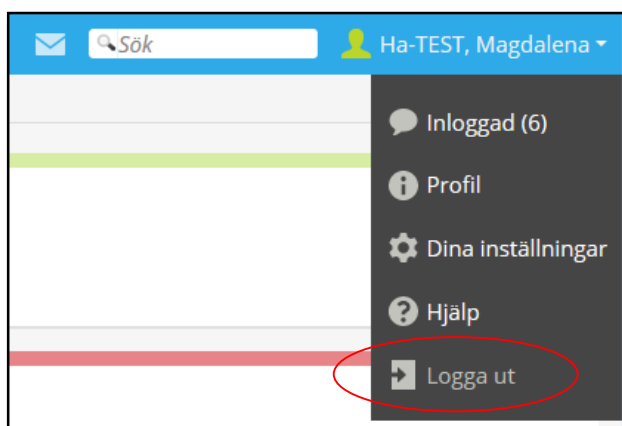 Sök
Ha-TEST, Magdalena
Inloggad (6)
Profil
Dina inställningar
Hjälp
Logga ut